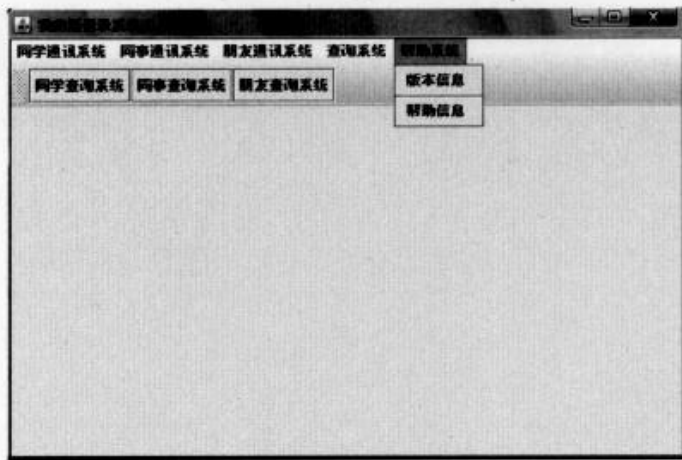 同学通讯系统 同事通讯系统 朋友通讯系统 查询系统 帮助系统
同学查询系统 同事查询系统 朋友查询系统
版本信息
帮助信息